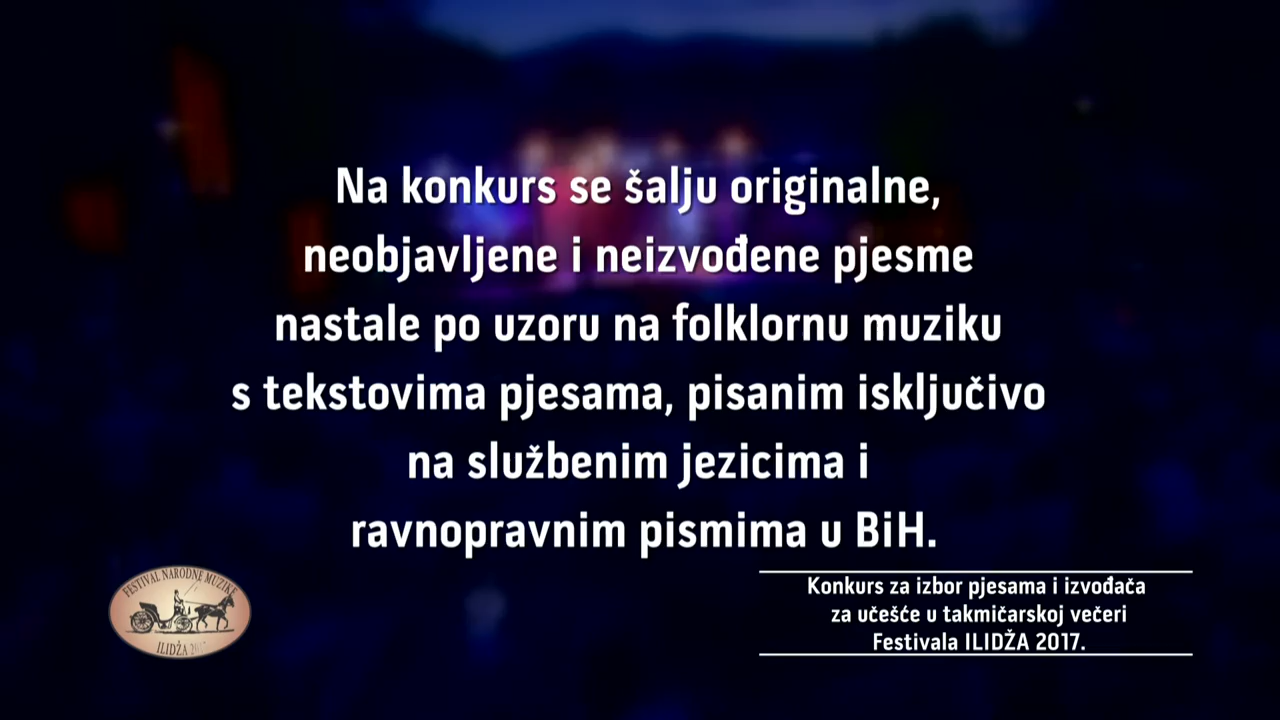 Na konkurs se šalju originalne,
neobjavljene i neizvođene pjesme
nastale po uzoru na folklornu muziku
s tekstovima pjesama, pisanim isključivo
na službenim jezicima i
ravnopravnim pismima u BiH.
FESTIVAL NARODNE MUZIKE
ILIDŽA 2017
Konkurs za izbor pjesama i izvođača
za učešće u takmičarskoj večeri
Festivala ILIDŽA 2017.